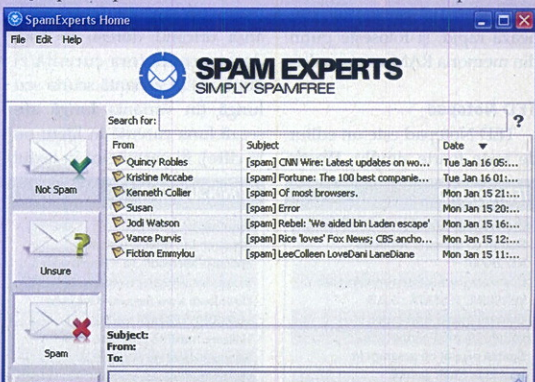 SpamExperts Home
File Edit Help
SPAM EXPERTS
SIMPLY SPAMFREE
Search for: ?
From Subject Date
Quincy Robles [spam] CNN Wire: Latest updates on wo... Tue Jan 16 05:...
Kristine Mccabe [spam] Fortune: The 100 best companie... Tue Jan 16 01:...
Kenneth Collier [spam] Of most browsers. Mon Jan 15 21:...
Susan [spam] Error Mon Jan 15 20:...
Jodi Watson [spam] Rebel: 'We aided bin Laden escape' Mon Jan 15 16:...
Vance Purvis [spam] Rice 'loves' Fox News; CBS ancho... Mon Jan 15 12:...
Fiction Emmylou [spam] LeeColleen LoveDani LaneDiane Mon Jan 15 11:...
Not Spam
Unsure
Spam
Subject:
From:
To: